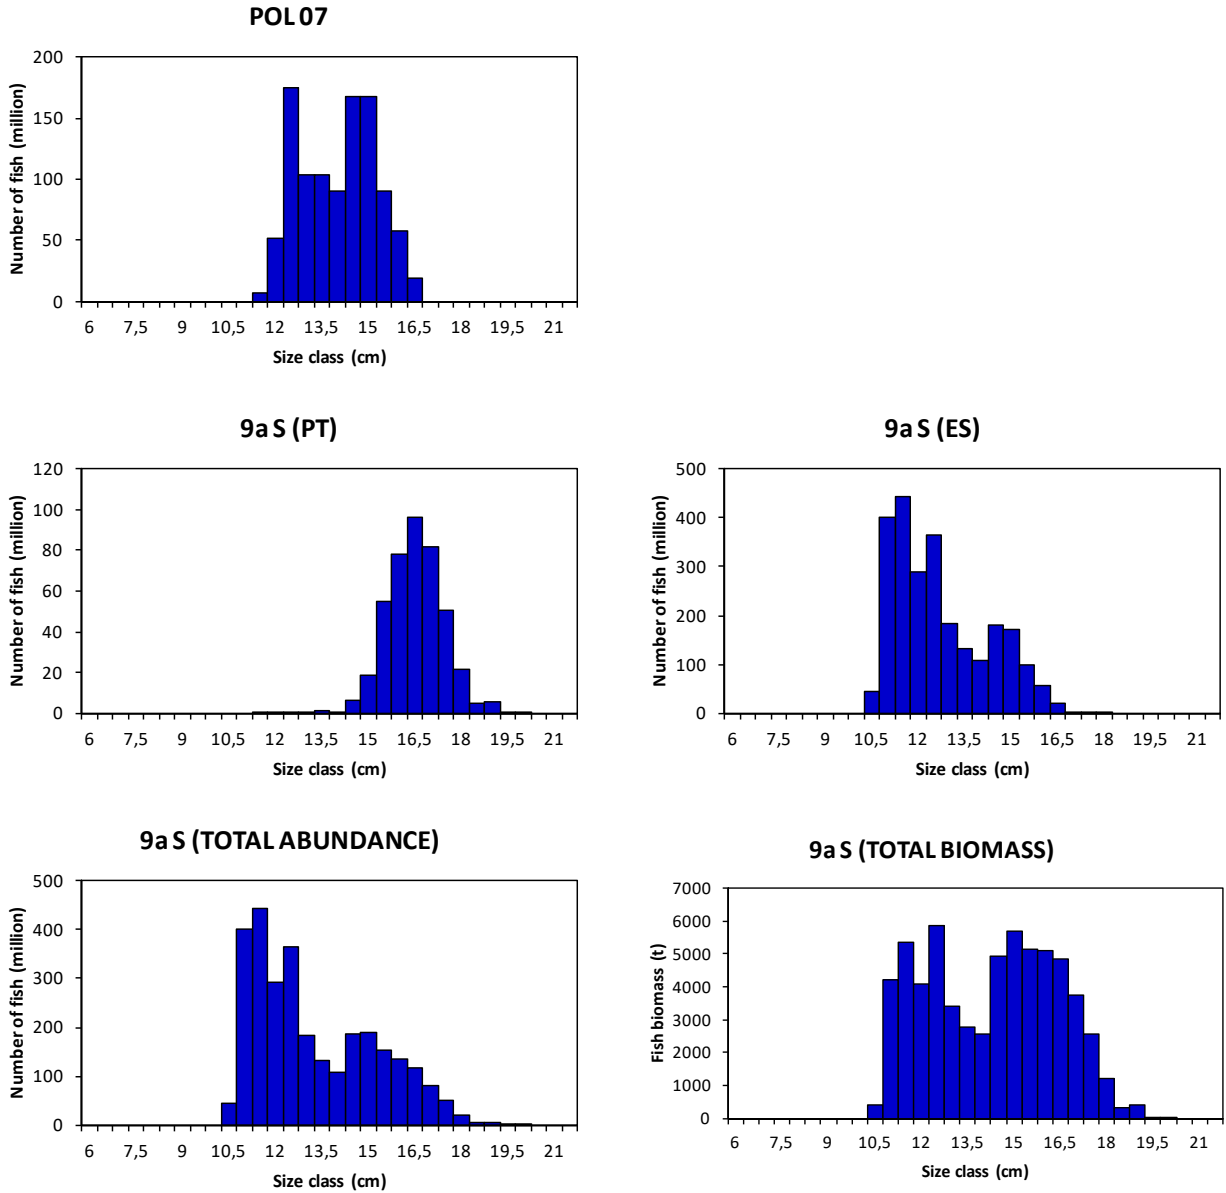 POL 07
200
150
100
50
0
Number of fish (million)
6 7,5 9 10,5 12 13,5 15 16,5 18 19,5 21
Size class (cm)
9a S (PT)
120
100
80
60
40
20
0
Number of fish (million)
6 7,5 9 10,5 12 13,5 15 16,5 18 19,5 21
Size class (cm)
9a S (ES)
500
400
300
200
100
0
Number of fish (million)
6 7,5 9 10,5 12 13,5 15 16,5 18 19,5 21
Size class (cm)
9a S (TOTAL ABUNDANCE)
500
400
300
200
100
0
Number of fish (million)
6 7,5 9 10,5 12 13,5 15 16,5 18 19,5 21
Size class (cm)
9a S (TOTAL BIOMASS)
7000
6000
5000
4000
3000
2000
1000
0
Fish biomass (t)
6 7,5 9 10,5 12 13,5 15 16,5 18 19,5 21
Size class (cm)